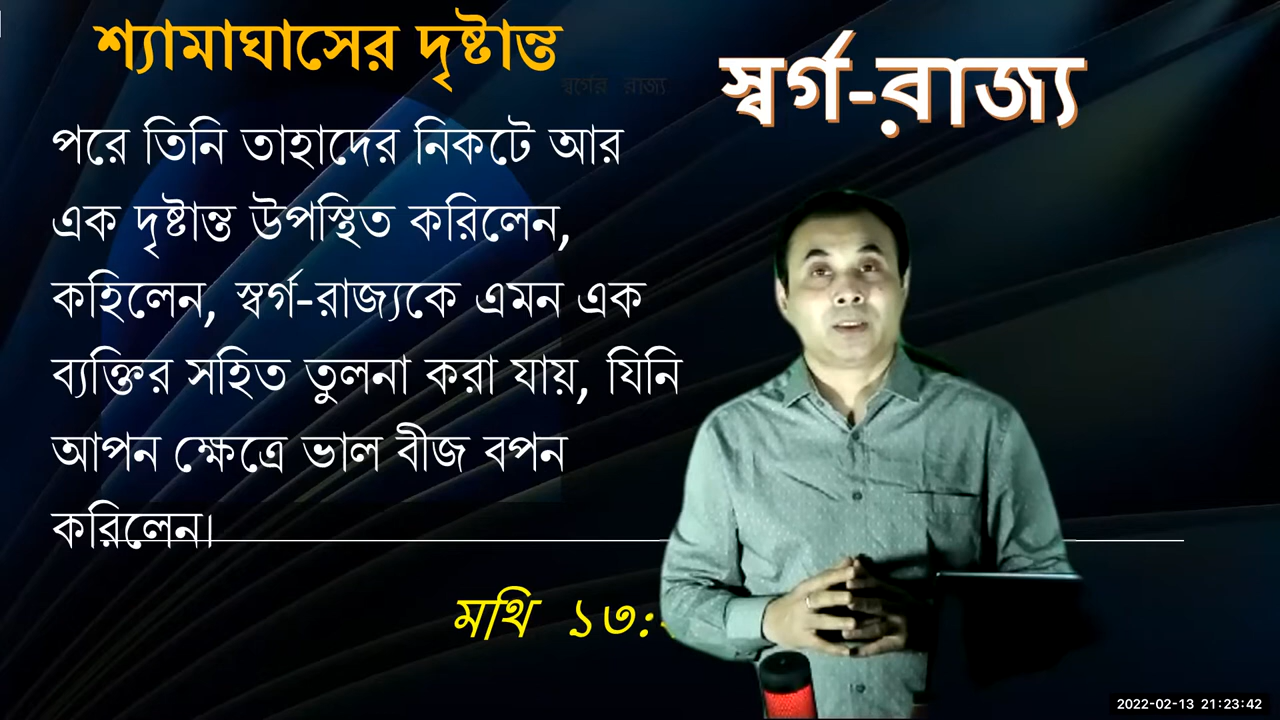 শ্যামাঘাসের দৃষ্টান্ত
স্বর্গের রাজ্য
স্বর্গ-রাজ্য
পরে তিনি তাহাদের নিকটে আর
এক দৃষ্টান্ত উপস্থিত করিলেন,
কহিলেন, স্বর্গ-রাজ্যকে এমন এক
ব্যক্তির সহিত তুলনা করা যায়, যিনি
আপন ক্ষেত্রে ভাল বীজ বপন
করিলেন।
মথি ১৩:
2022-02-13 21:23:42